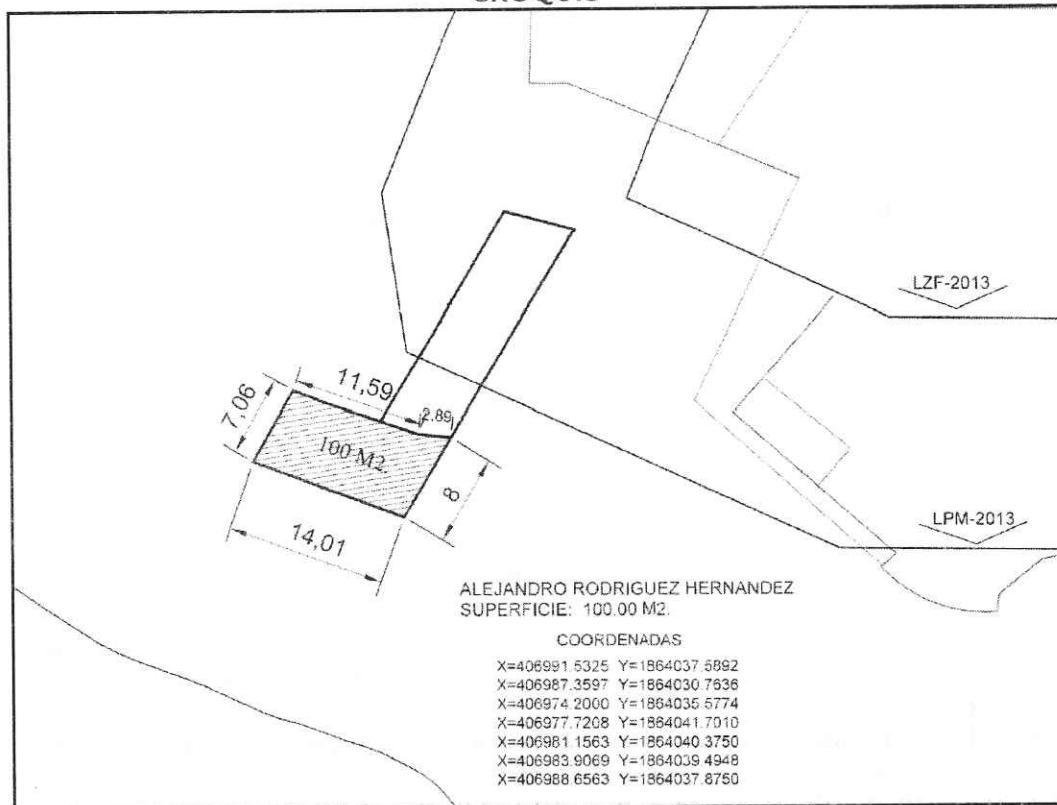 LZF-2013
11,59
7,06
2.89
100 M2.
8
14,01
LPM-2013
ALEJANDRO RODRIGUEZ HERNANDEZ
SUPERFICIE: 100.00 M2.
COORDENADAS
X=406991.5325 Y=1864037.5892
X=406987.3597 Y=1864030.7636
X=406974.2000 Y=1864035.5774
X=406977.7208 Y=1864041.7010
X=406981.1563 Y=1864040.3750
X=406983.9069 Y=1864039.4948
X=406988.6563 Y=1864037.8750